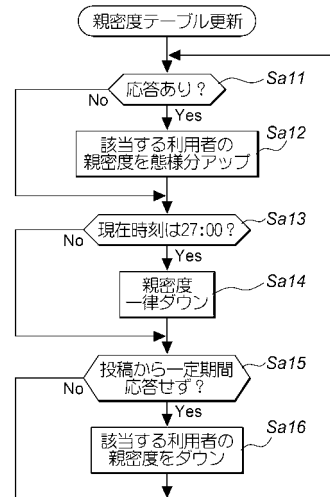 親密度テーブル更新
応答あり？
Sa11
No
Yes
Sa12
該当する利用者の
親密度を態様分アップ
現在時刻は27:00？
Sa13
No
Yes
親密度
一律ダウン
Sa14
投稿から一定期間
応答せず？
Sa15
No
Yes
該当する利用者の
親密度をダウン
Sa16